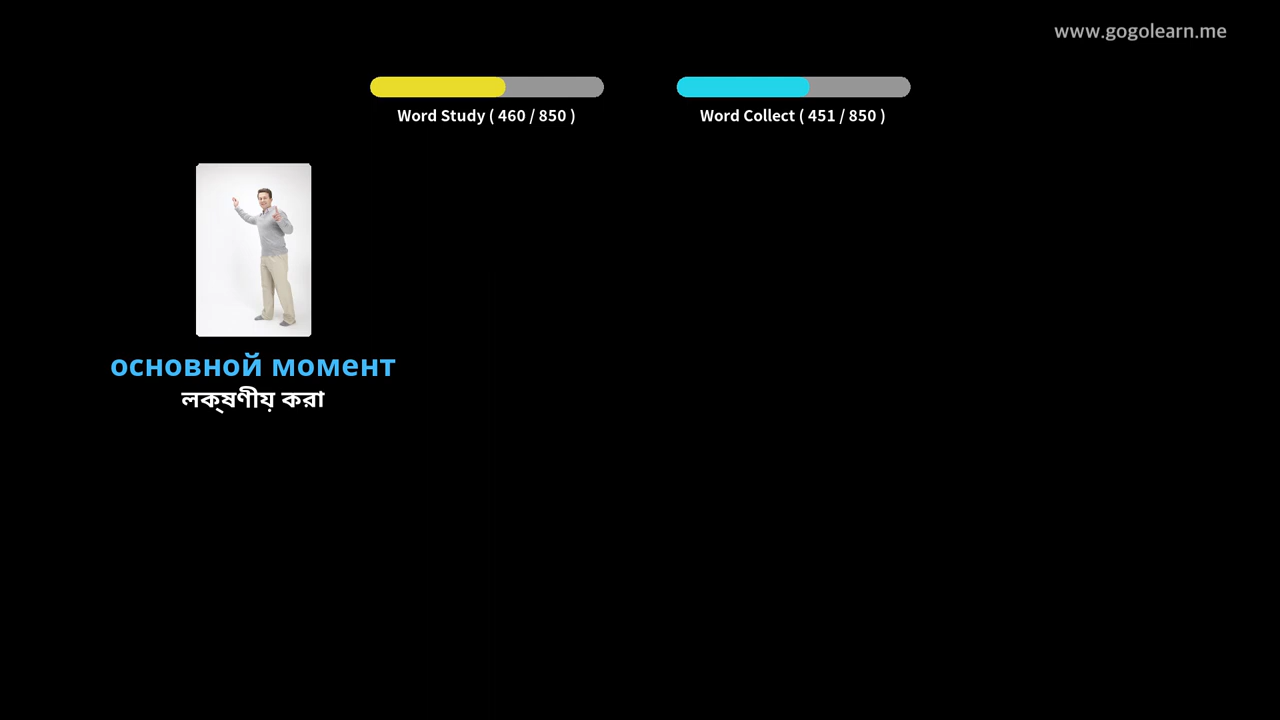 www.gogolearn.me
Word Study ( 460 / 850 )
Word Collect ( 451 / 850 )
основной момент
লক্ষণীয় করা